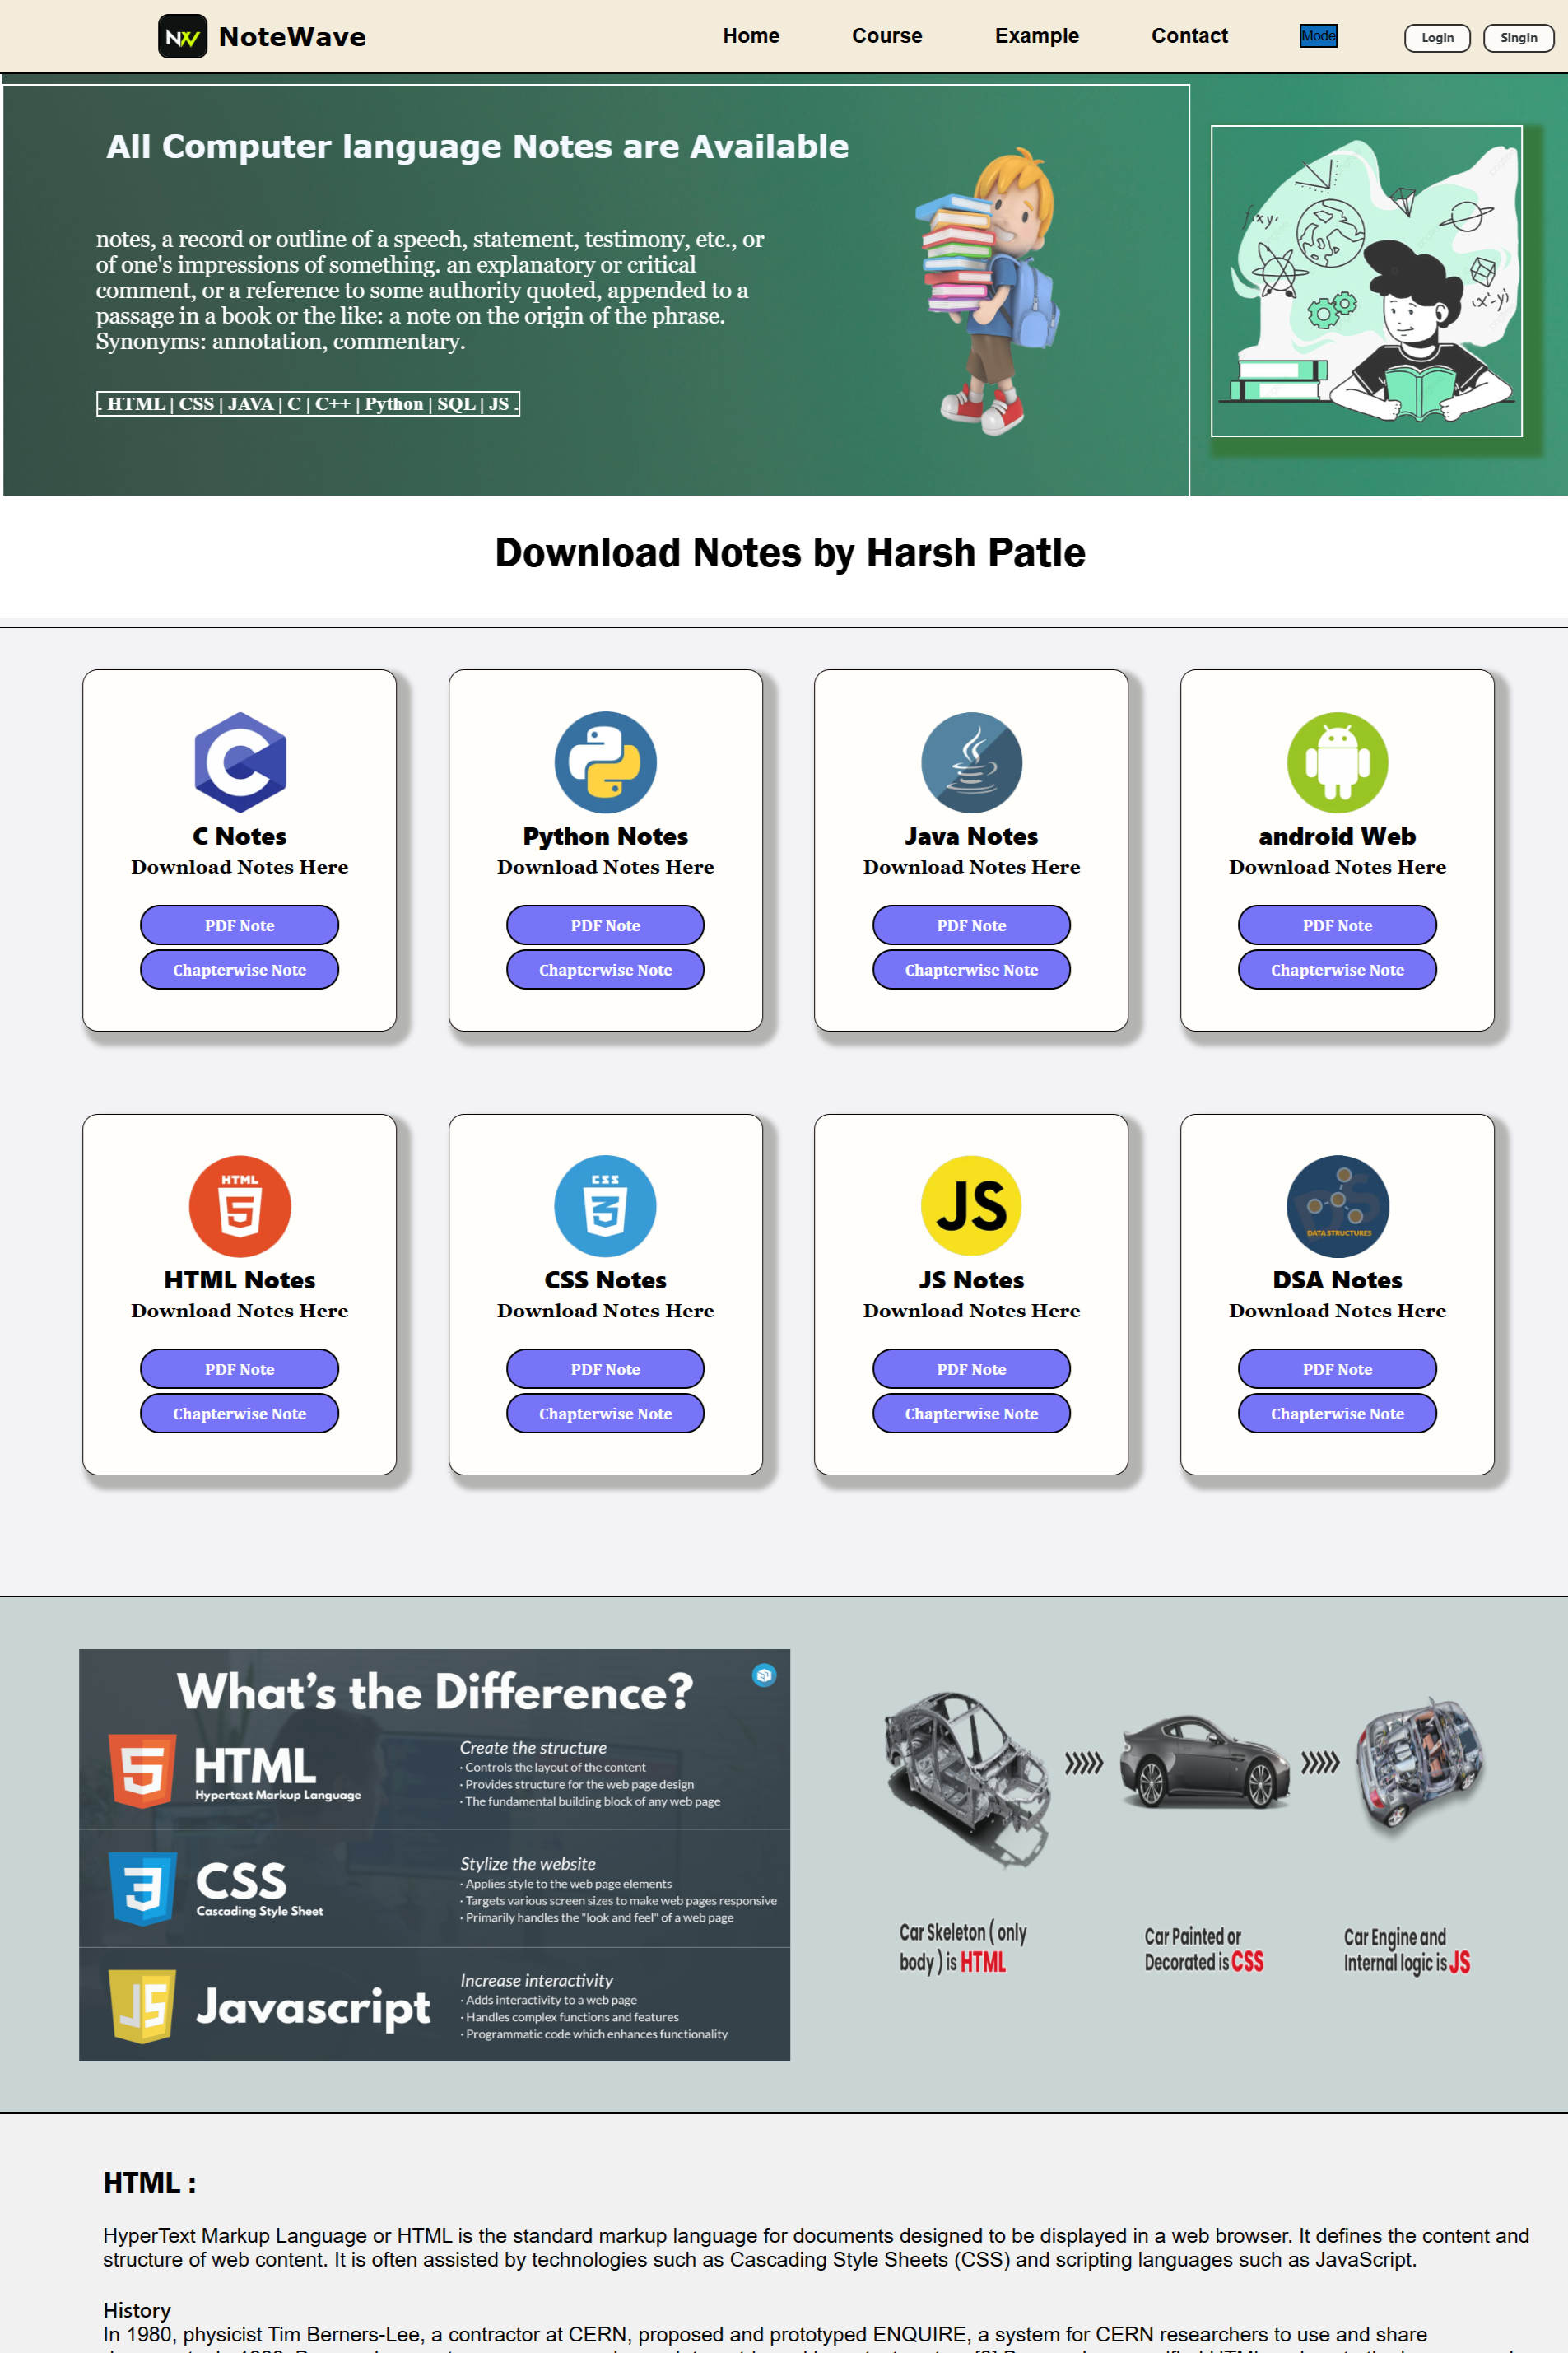 NW NoteWave
Home Course Example Contact Mode Login SingIn
All Computer language Notes are Available
notes, a record or outline of a speech, statement, testimony, etc., or
of one's impressions of something. an explanatory or critical
comment, or a reference to some authority quoted, appended to a
passage in a book or the like: a note on the origin of the phrase.
Synonyms: annotation, commentary.
. HTML | CSS | JAVA | C | C++ | Python | SQL | JS .
Download Notes by Harsh Patle
C Notes
Download Notes Here
PDF Note
Chapterwise Note
Python Notes
Download Notes Here
PDF Note
Chapterwise Note
Java Notes
Download Notes Here
PDF Note
Chapterwise Note
android Web
Download Notes Here
PDF Note
Chapterwise Note
HTML
5
HTML Notes
Download Notes Here
PDF Note
Chapterwise Note
CSS
3
CSS Notes
Download Notes Here
PDF Note
Chapterwise Note
JS
JS Notes
Download Notes Here
PDF Note
Chapterwise Note
DS
DATA STRUCTURES
DSA Notes
Download Notes Here
PDF Note
Chapterwise Note
What's the Difference?
5
HTML
Hypertext Markup Language
Create the structure
· Controls the layout of the content
· Provides structure for the web page design
· The fundamental building block of any web page
3
CSS
Cascading Style Sheet
Stylize the website
· Applies style to the web page elements
· Targets various screen sizes to make web pages responsive
· Primarily handles the "look and feel" of a web page
JS
Javascript
Increase interactivity
· Adds interactivity to a web page
· Handles complex functions and features
· Programmatic code which enhances functionality
Car Skeleton ( only
body ) is HTML
Car Painted or
Decorated is CSS
Car Engine and
Internal logic is JS
HTML :
HyperText Markup Language or HTML is the standard markup language for documents designed to be displayed in a web browser. It defines the content and
structure of web content. It is often assisted by technologies such as Cascading Style Sheets (CSS) and scripting languages such as JavaScript.
History
In 1980, physicist Tim Berners-Lee, a contractor at CERN, proposed and prototyped ENQUIRE, a system for CERN researchers to use and share